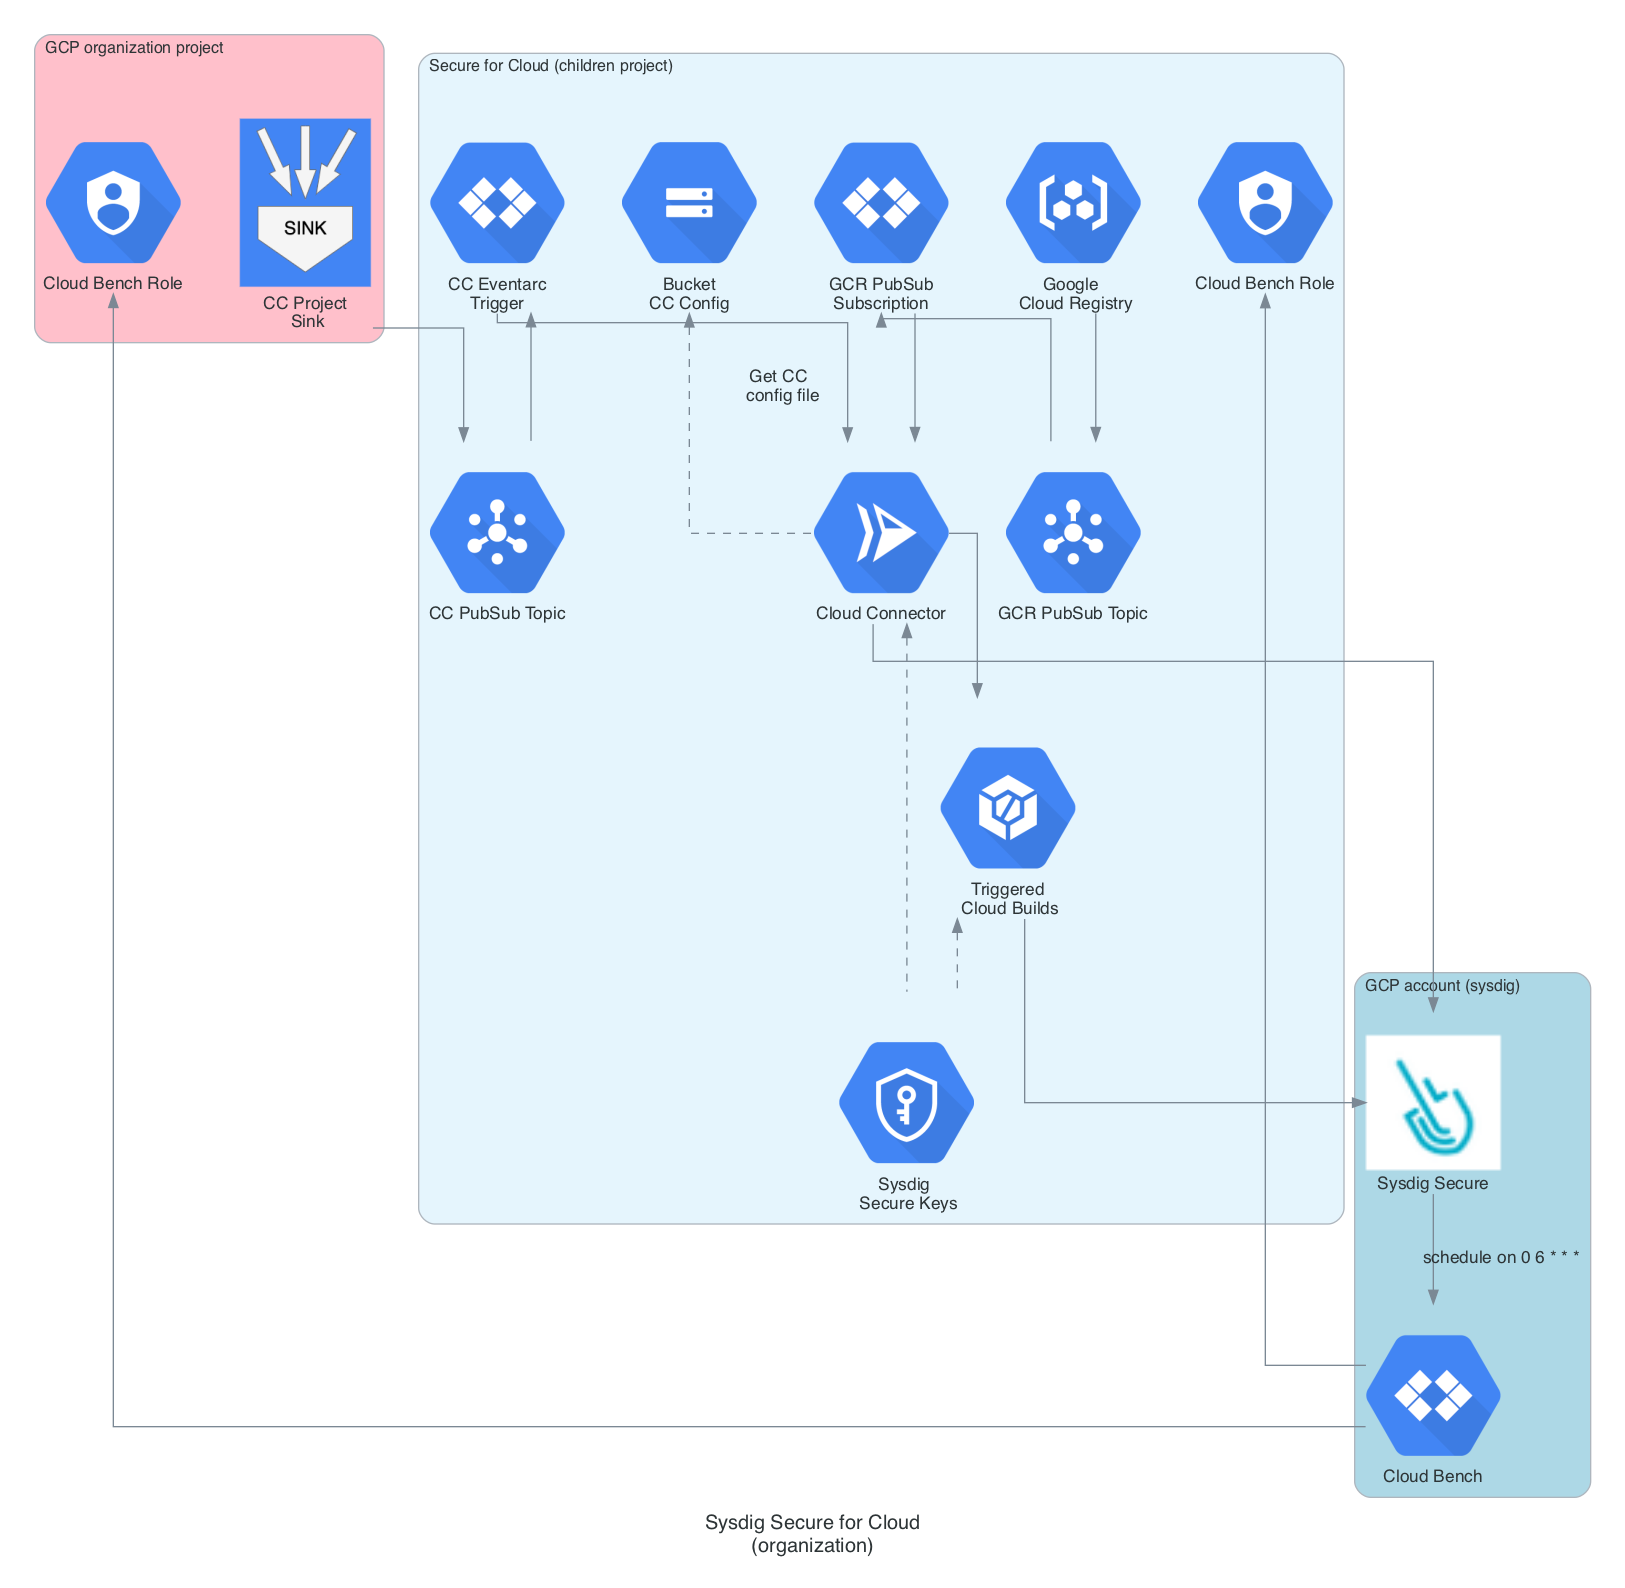 GCP organization project
Secure for Cloud (children project)
SINK
Cloud Bench Role
CC Project
Sink
CC Eventarc
Trigger
Bucket
CC Config
GCR PubSub
Subscription
Google
Cloud Registry
Cloud Bench Role
Get CC
config file
CC PubSub Topic
Cloud Connector
GCR PubSub Topic
Triggered
Cloud Builds
GCP account (sysdig)
Sysdig
Secure Keys
Sysdig Secure
schedule on 0 6 * * *
Cloud Bench
Sysdig Secure for Cloud
(organization)